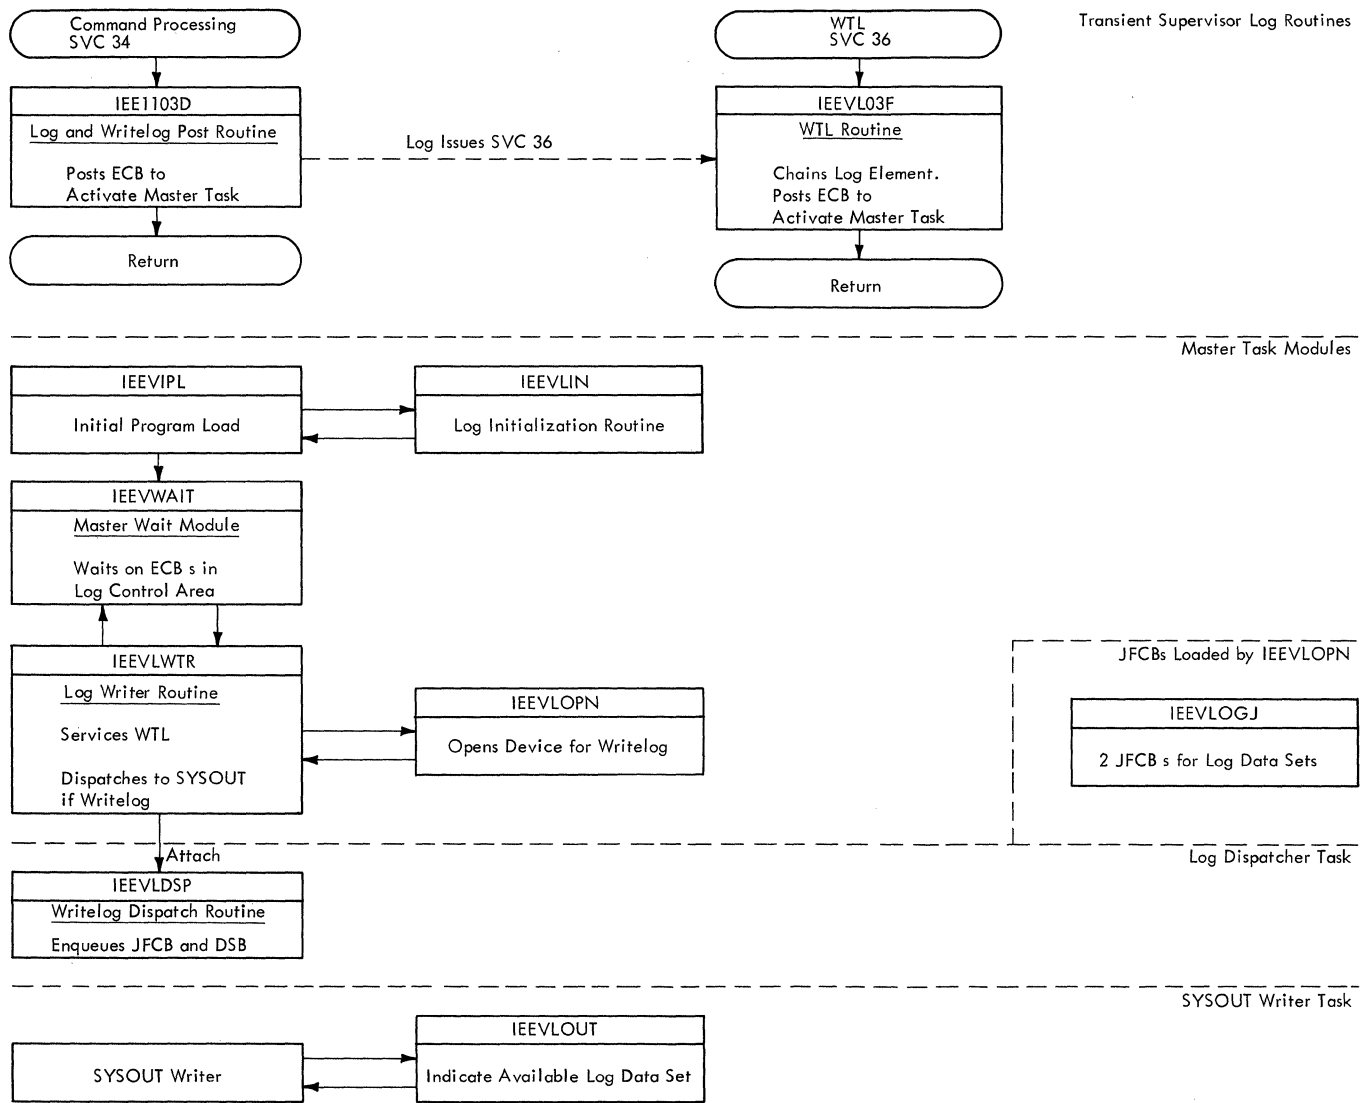 Command Processing
SVC 34
WTL
SVC 36
Transient Supervisor Log Routines
IEE1103D
Log and Writelog Post Routine
Posts ECB to
Activate Master Task
Log Issues SVC 36
IEEVL03F
WTL Routine
Chains Log Element.
Posts ECB to
Activate Master Task
Return
Return
Master Task Modules
IEEVIPL
Initial Program Load
IEEVLIN
Log Initialization Routine
IEEVWAIT
Master Wait Module
Waits on ECB s in
Log Control Area
IEEVLWTR
Log Writer Routine
Services WTL
Dispatches to SYSOUT
if Writelog
IEEVLOPN
Opens Device for Writelog
JFCBs Loaded by IEEVLOPN
IEEVLOGJ
2 JFCB s for Log Data Sets
Attach
Log Dispatcher Task
IEEVLDSP
Writelog Dispatch Routine
Enqueues JFCB and DSB
SYSOUT Writer Task
SYSOUT Writer
IEEVLOUT
Indicate Available Log Data Set